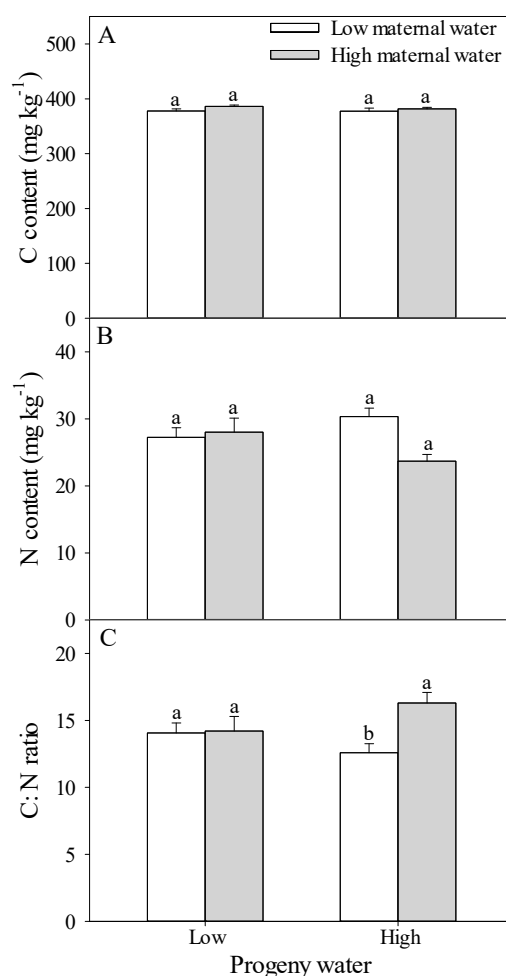 A
Low maternal water
High maternal water
500
400
300
200
100
0
C content (mg kg⁻¹)
a a a a
B
40
30
20
10
0
N content (mg kg⁻¹)
a a a a
C
20
15
10
5
0
C:N ratio
a a b a
Low High
Progeny water